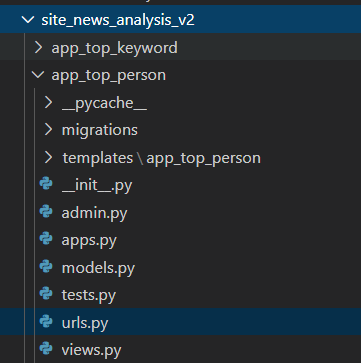 site_news_analysis_v2
app_top_keyword
app_top_person
__pycache__
migrations
templates \ app_top_person
__init__.py
admin.py
apps.py
models.py
tests.py
urls.py
views.py